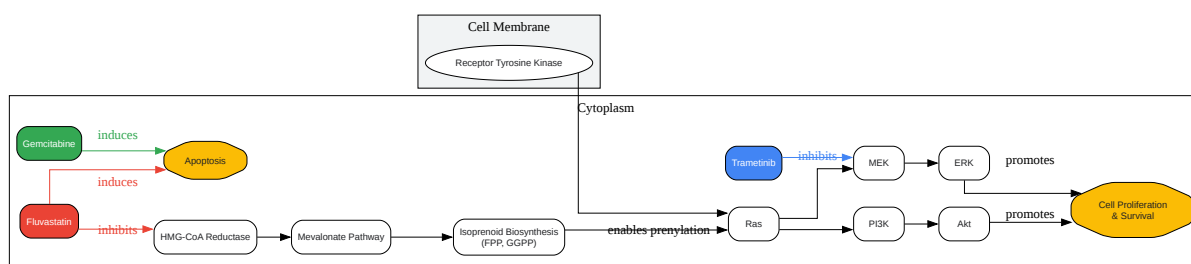 Cell Membrane
Receptor Tyrosine Kinase
Cytoplasm
Gemcitabine
induces
Apoptosis
induces
Fluvastatin
inhibits
HMG-CoA Reductase
Mevalonate Pathway
Isoprenoid Biosynthesis
(FPP, GGPP)
enables prenylation
Ras
Trametinib
inhibits
MEK
ERK
promotes
PI3K
Akt
promotes
Cell Proliferation
& Survival